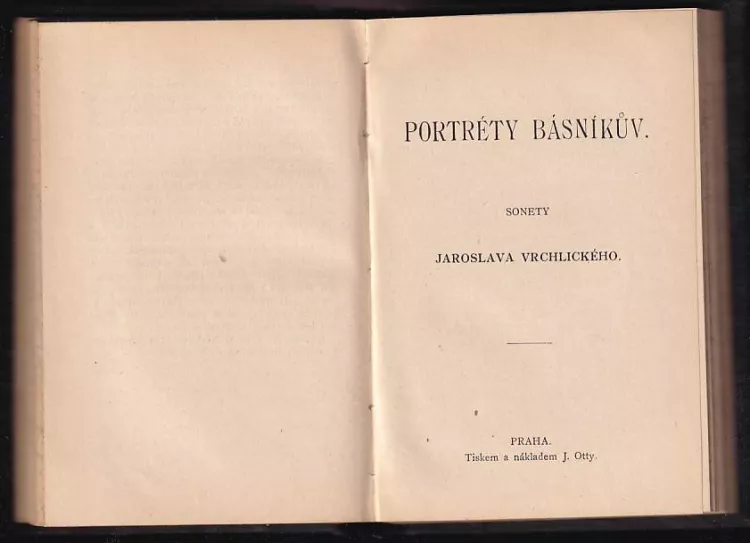 PORTRÉTY BÁSNÍKŮV.
SONETY
JAROSLAVA VRCHLICKÉHO.
PRAHA.
Tiskem a nákladem J. Otty.